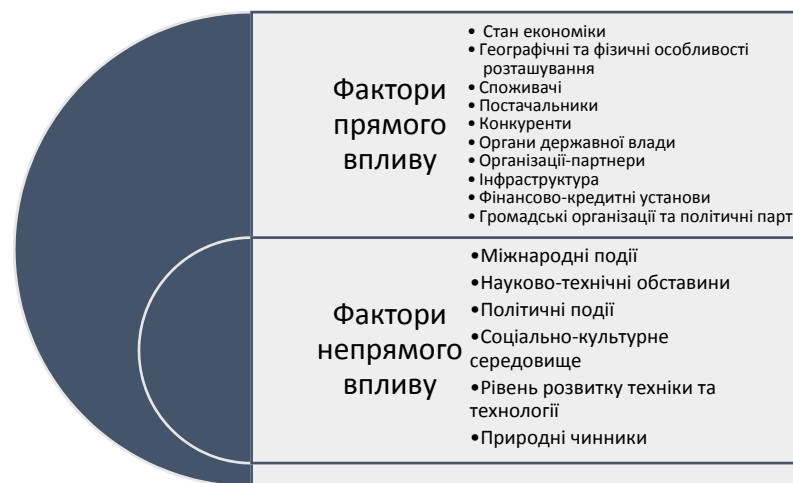 Фактори
прямого
впливу
• Стан економіки
• Географічні та фізичні особливості
розташування
• Споживачі
• Постачальники
• Конкуренти
• Органи державної влади
• Організації-партнери
• Інфраструктура
• Фінансово-кредитні установи
• Громадські організації та політичні парт
Фактори
непрямого
впливу
•Міжнародні події
•Науково-технічні обставини
•Політичні події
•Соціально-культурне
середовище
•Рівень розвитку техніки та
технології
•Природні чинники